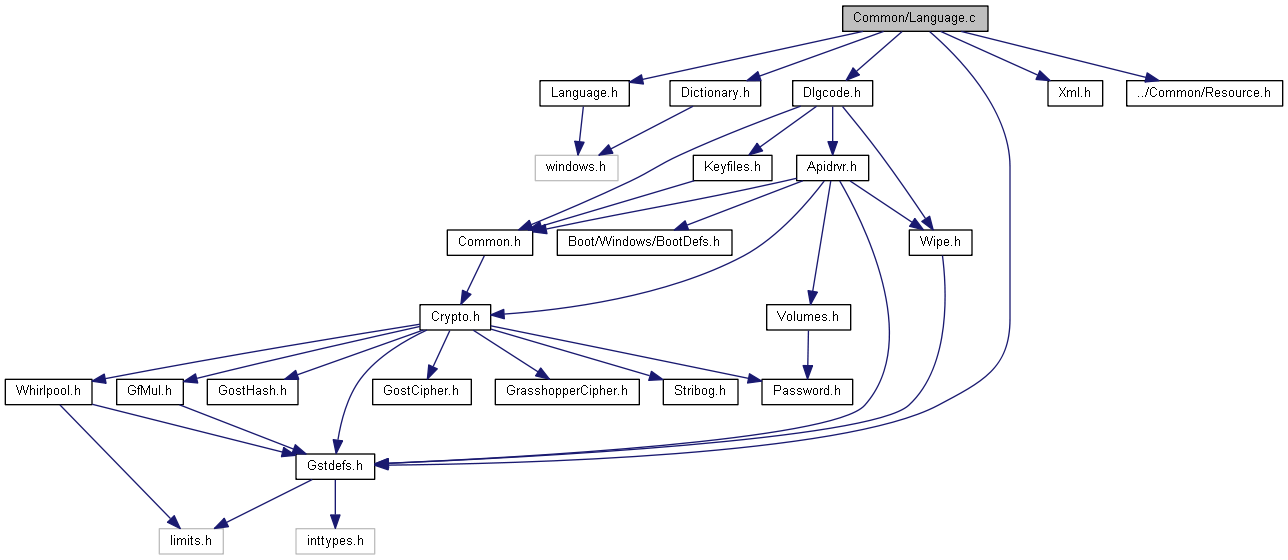 Common/Language.c
Language.h
Dictionary.h
Dlgcode.h
Xml.h
../Common/Resource.h
windows.h
Keyfiles.h
Apidrvr.h
Common.h
Boot/Windows/BootDefs.h
Wipe.h
Crypto.h
Volumes.h
Whirlpool.h
GfMul.h
GostHash.h
GostCipher.h
GrasshopperCipher.h
Stribog.h
Password.h
Gstdefs.h
limits.h
inttypes.h